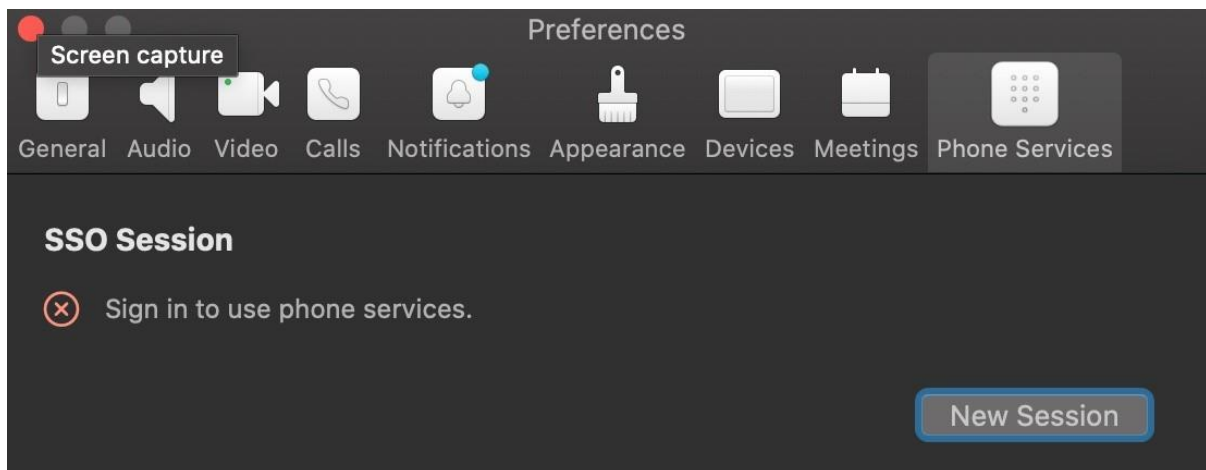 Preferences
Screen capture
General Audio Video Calls Notifications Appearance Devices Meetings Phone Services
SSO Session
Sign in to use phone services.
New Session